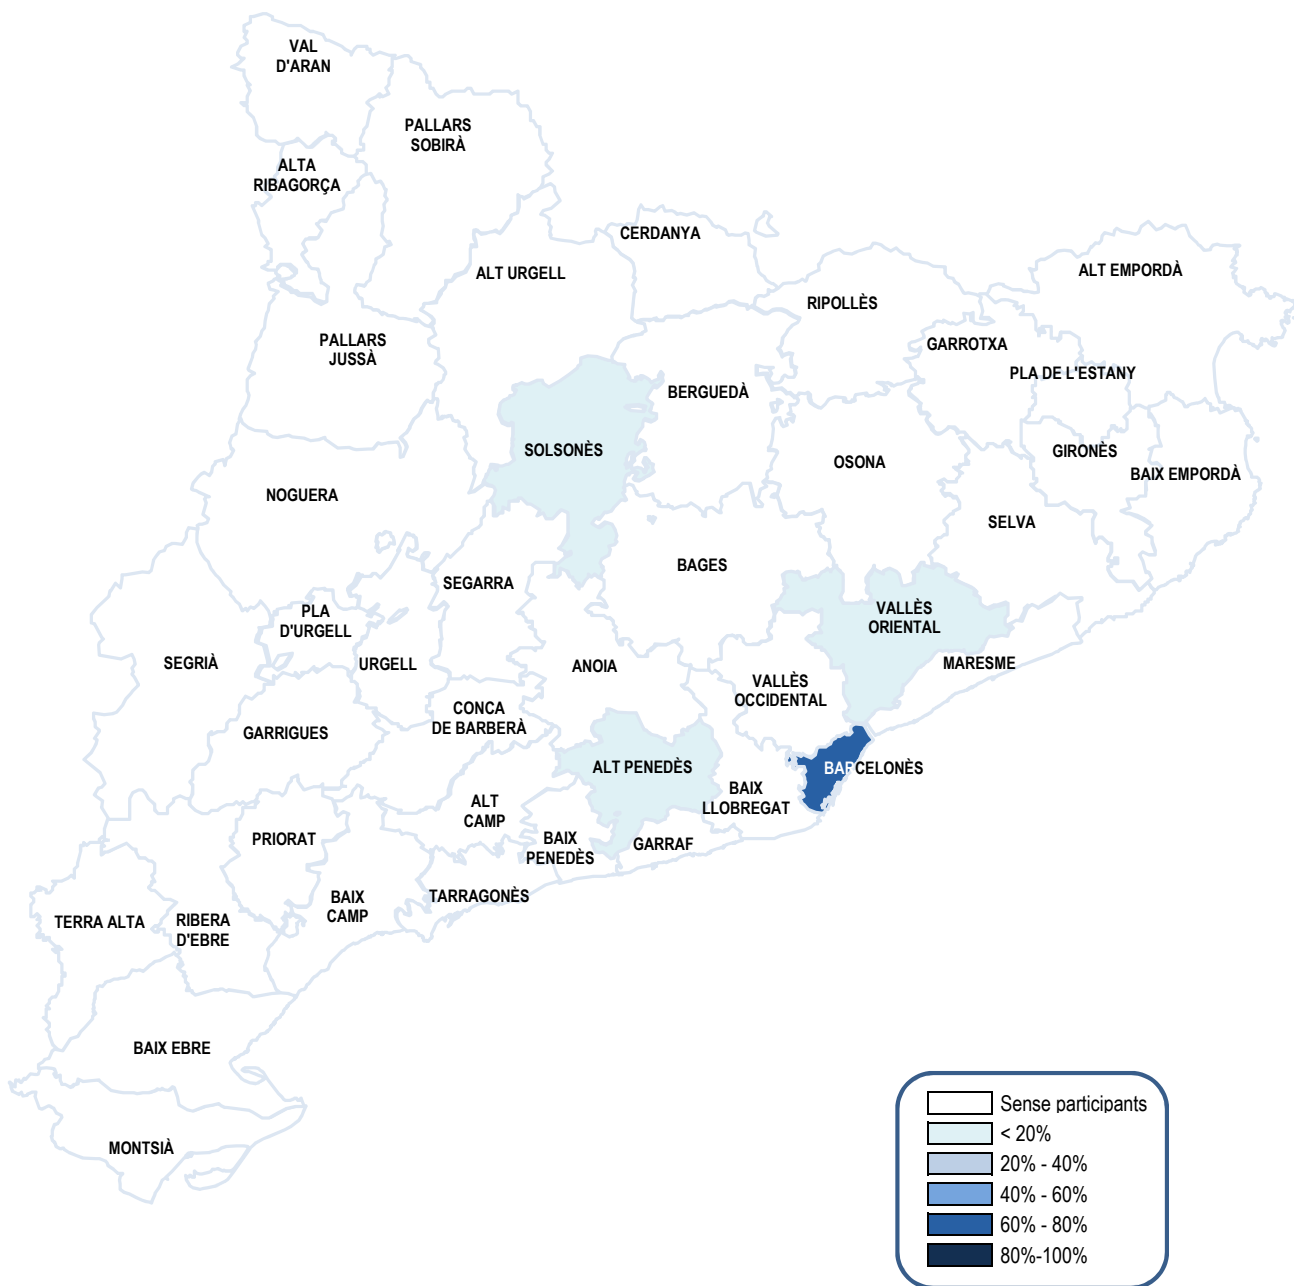 VAL
D'ARAN
PALLARS
SOBIRÀ
ALTA
RIBAGORÇA
CERDANYA
ALT URGELL
ALT EMPORDÀ
RIPOLLÈS
PALLARS
JUSSÀ
GARROTXA
PLA DE L'ESTANY
BERGUEDÀ
SOLSONÈS
OSONA
GIRONÈS
BAIX EMPORDÀ
NOGUERA
SELVA
BAGES
SEGARRA
PLA
D'URGELL
VALLÈS
ORIENTAL
SEGRIÀ
URGELL
ANOIA
MARESME
VALLÈS
OCCIDENTAL
CONCA
DE BARBERÀ
GARRIGUES
ALT PENEDÈS
BARCELONÈS
BAIX
LLOBREGAT
ALT
CAMP
PRIORAT
BAIX
PENEDÈS
GARRAF
TARRAGONÈS
BAIX
CAMP
TERRA ALTA
RIBERA
D'EBRE
BAIX EBRE
MONTSIÀ
Sense participants
< 20%
20% - 40%
40% - 60%
60% - 80%
80%-100%